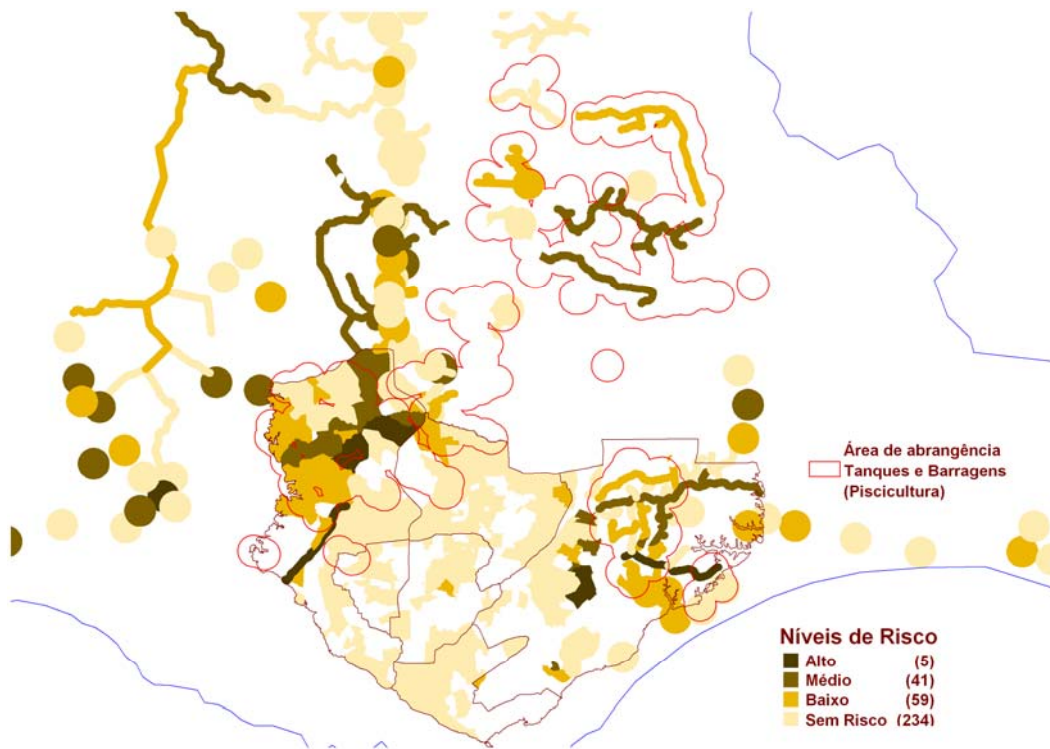 Área de abrangência
Tanques e Barragens
(Piscicultura)
Níveis de Risco
Alto (5)
Médio (41)
Baixo (59)
Sem Risco (234)